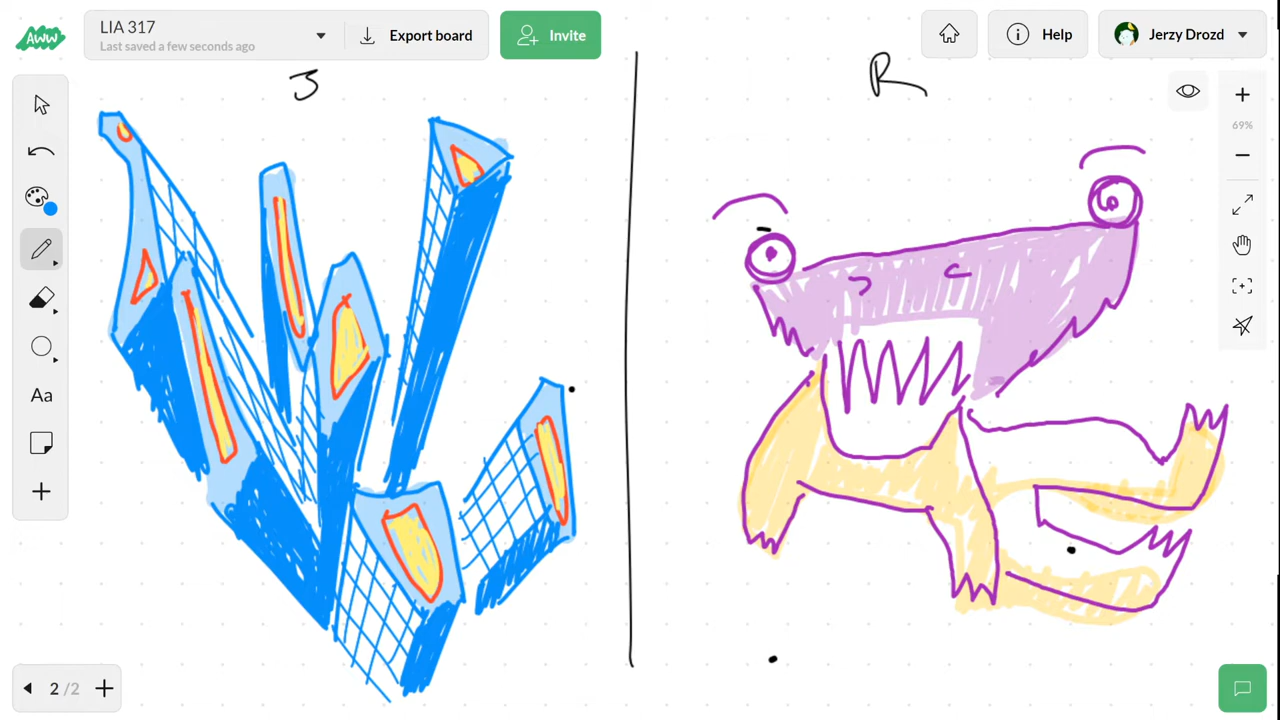 AWW
LIA 317
Last saved a few seconds ago
Export board
Invite
Help
Jerzy Drozd
J
R
69%
Aa
2 /2